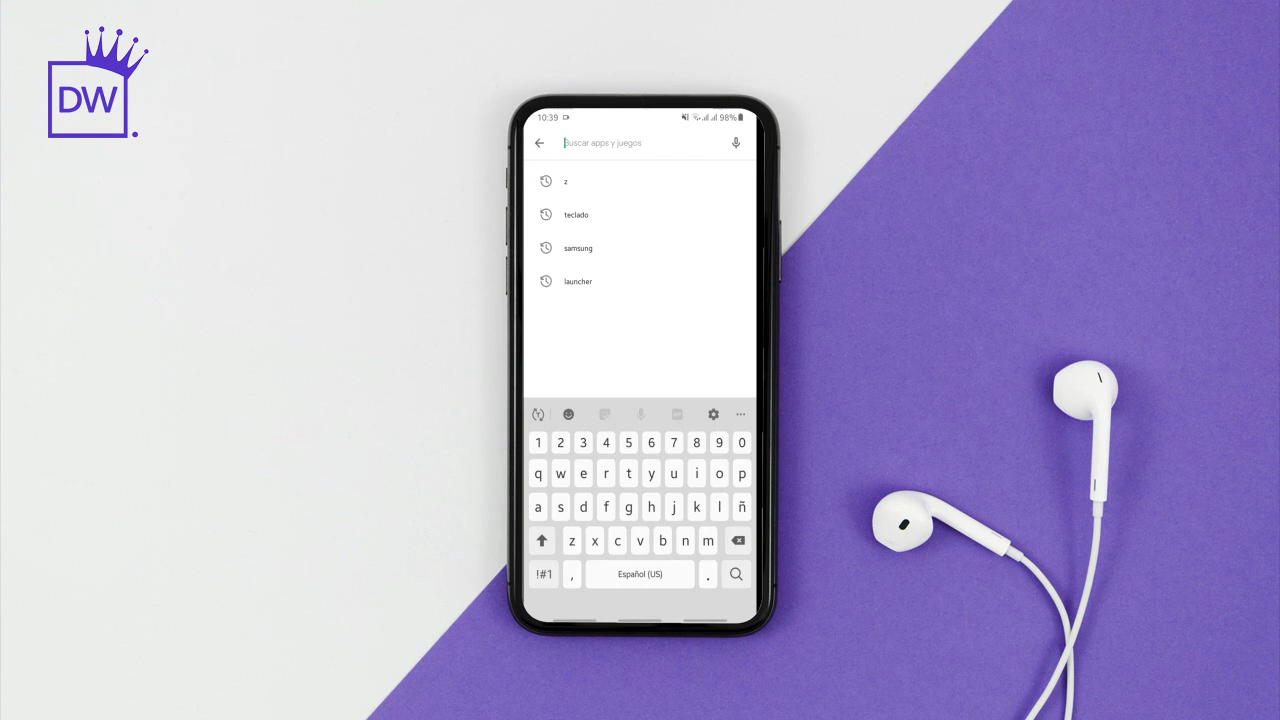 DW
10:39 98%
Buscar apps y juegos
z
teclado
samsung
launcher
1 2 3 4 5 6 7 8 9 0
q w e r t y u i o p
a s d f g h j k l ñ
z x c v b n m
!#1 , Español (US) .